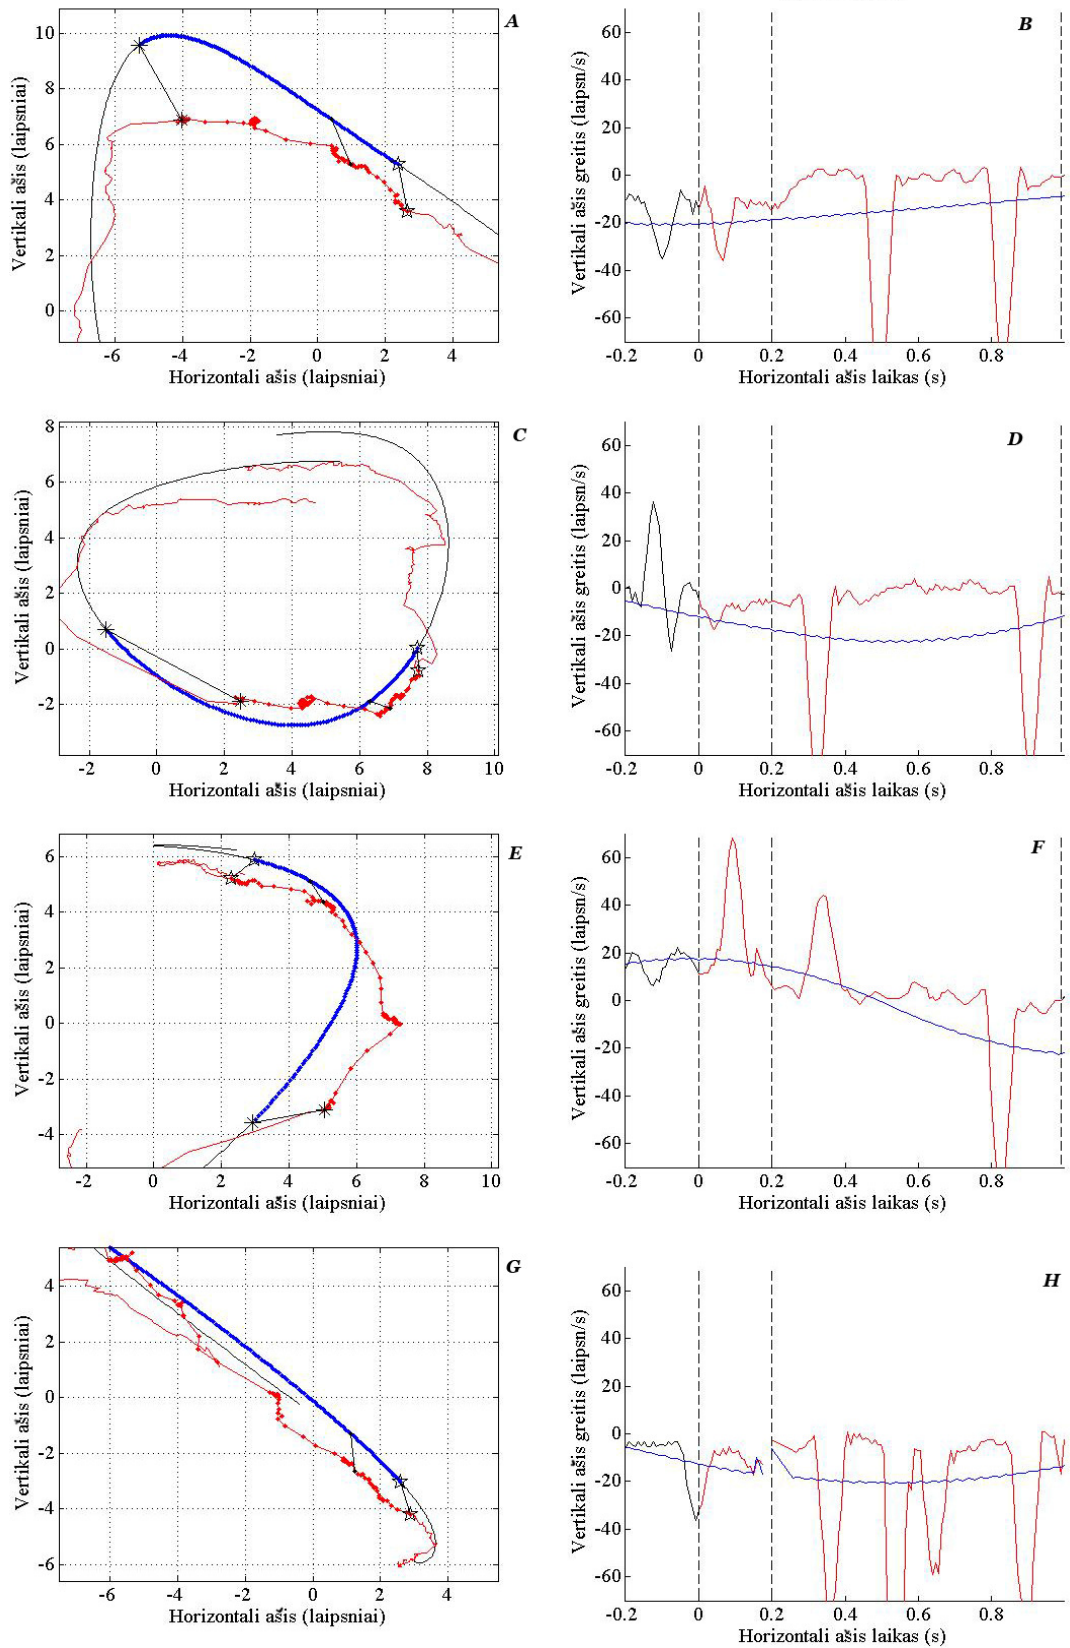 A
Vertikali ašis (laipsniai)
10
8
6
4
2
0
-6 -4 -2 0 2 4
Horizontali ašis (laipsniai)
B
Vertikali ašis greitis (laipsn/s)
60
40
20
0
-20
-40
-60
-0.2 0 0.2 0.4 0.6 0.8
Horizontali ašis laikas (s)
C
Vertikali ašis (laipsniai)
8
6
4
2
0
-2
-2 0 2 4 6 8 10
Horizontali ašis (laipsniai)
D
Vertikali ašis greitis (laipsn/s)
60
40
20
0
-20
-40
-60
-0.2 0 0.2 0.4 0.6 0.8
Horizontali ašis laikas (s)
E
Vertikali ašis (laipsniai)
6
4
2
0
-2
-4
-2 0 2 4 6 8 10
Horizontali ašis (laipsniai)
F
Vertikali ašis greitis (laipsn/s)
60
40
20
0
-20
-40
-60
-0.2 0 0.2 0.4 0.6 0.8
Horizontali ašis laikas (s)
G
Vertikali ašis (laipsniai)
4
2
0
-2
-4
-6
-6 -4 -2 0 2 4
Horizontali ašis (laipsniai)
H
Vertikali ašis greitis (laipsn/s)
60
40
20
0
-20
-40
-60
-0.2 0 0.2 0.4 0.6 0.8
Horizontali ašis laikas (s)